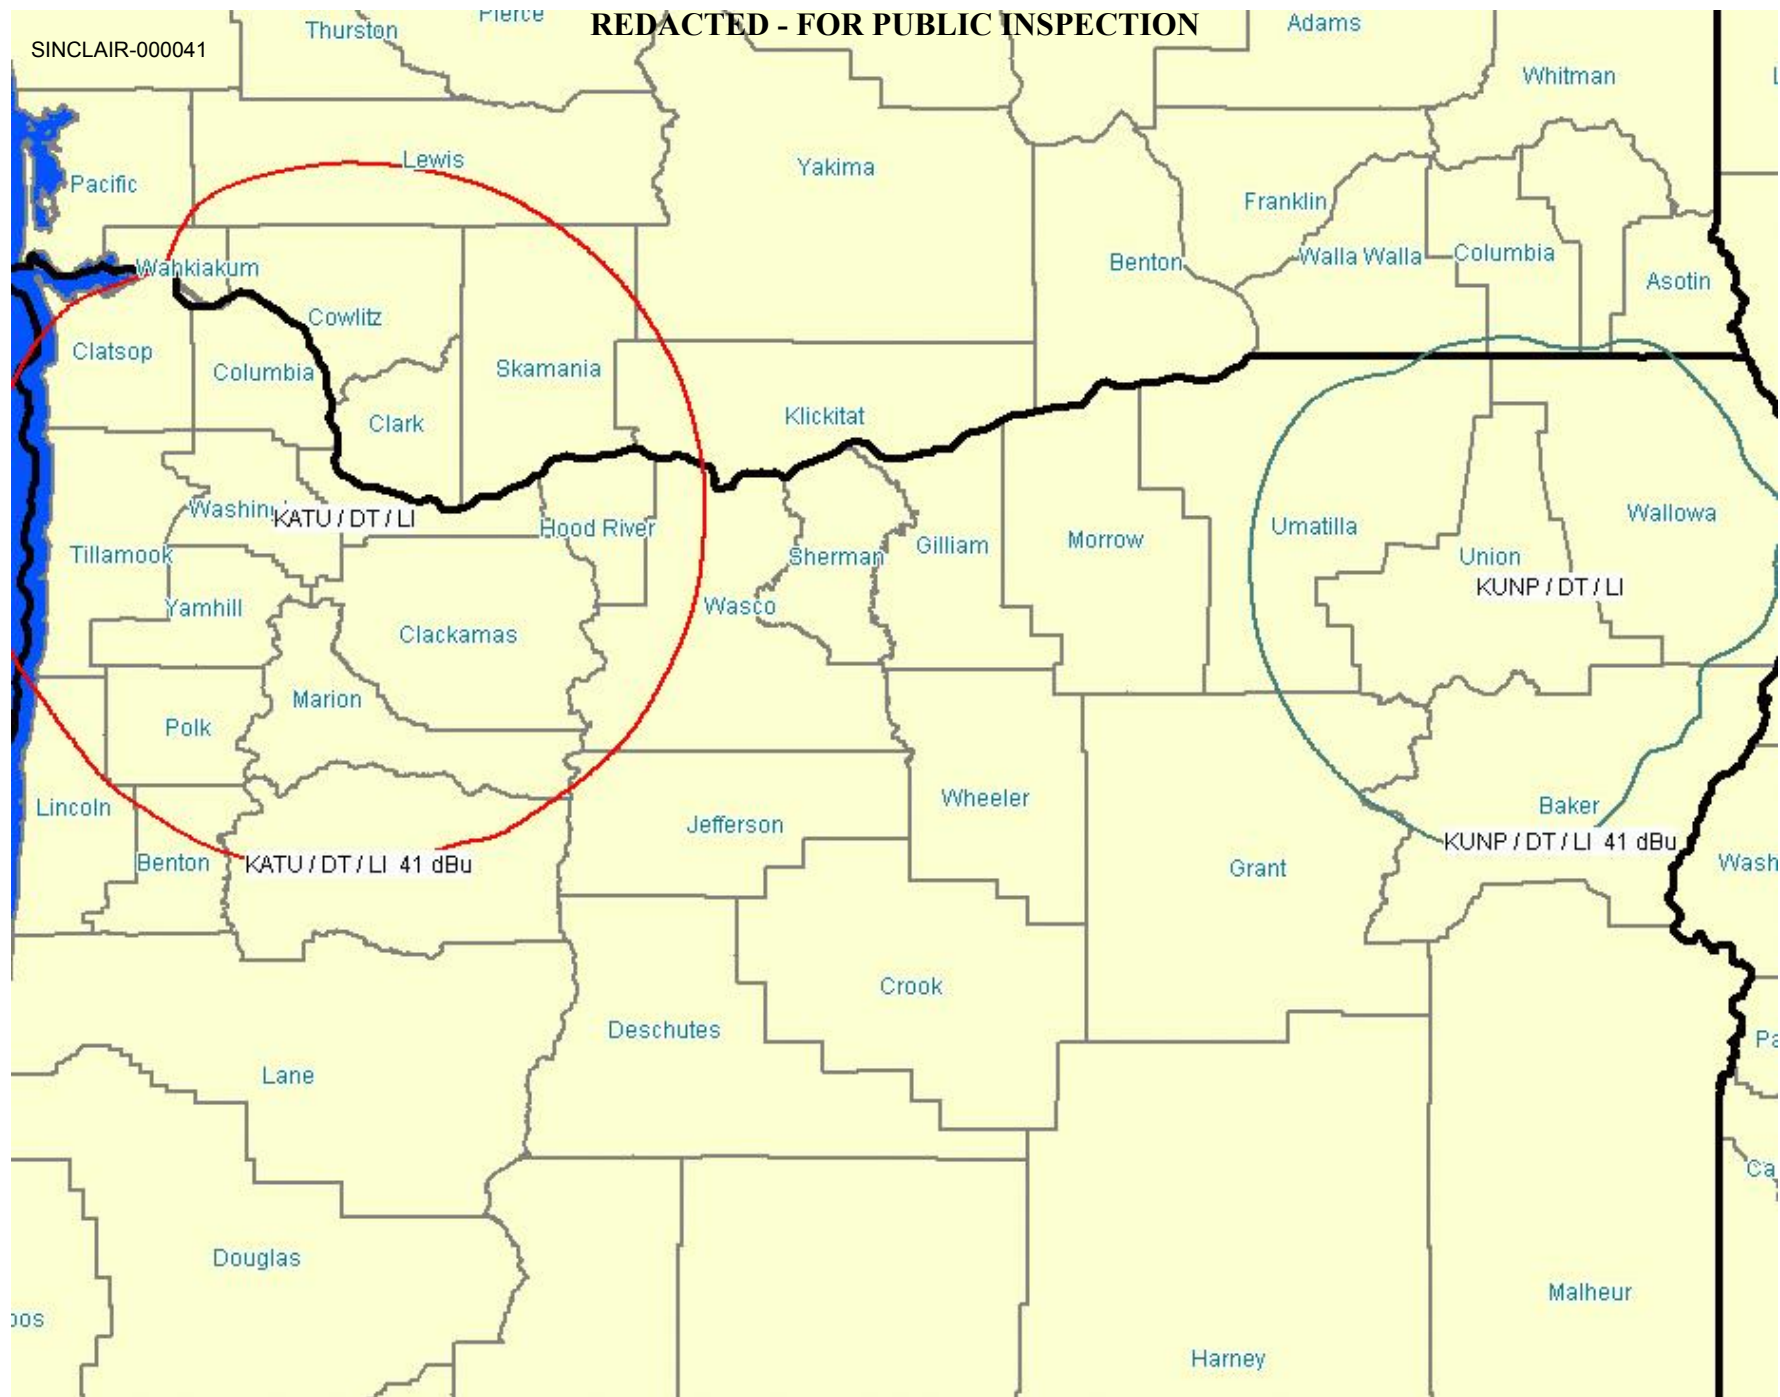 REDACTED - FOR PUBLIC INSPECTION
SINCLAIR-000041
Thurston
Pierce
Adams
Whitman
Lewis
Yakima
Pacific
Franklin
Wahkiakum
Benton
Walla Walla
Columbia
Asotin
Cowlitz
Clatsop
Columbia
Skamania
Clark
Klickitat
Washin
KATU / DT / LI
Hood River
Tillamook
Sherman
Gilliam
Morrow
Umatilla
Wallowa
Union
KUNP / DT / LI
Yamhill
Wasco
Clackamas
Marion
Polk
Lincoln
Wheeler
Baker
Jefferson
KUNP / DT / LI 41 dBu
Benton
KATU / DT / LI 41 dBu
Grant
Wash
Crook
Deschutes
Pa
Lane
Ca
Douglas
Malheur
oos
Harney